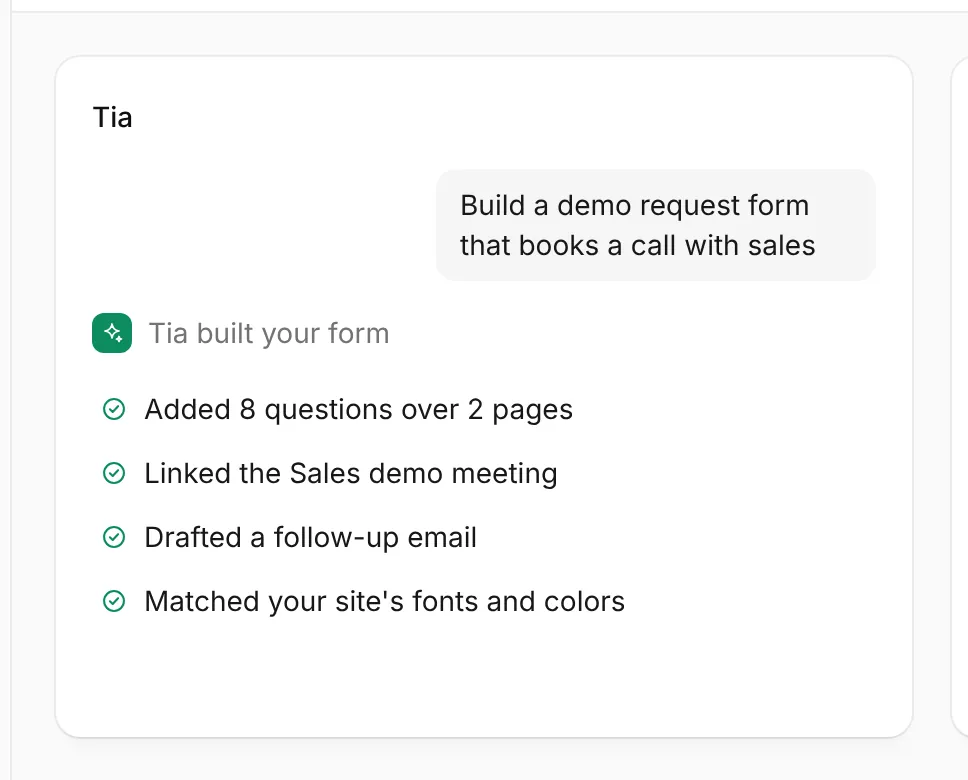 Tia
Build a demo request form
that books a call with sales
Tia built your form
Added 8 questions over 2 pages
Linked the Sales demo meeting
Drafted a follow-up email
Matched your site's fonts and colors